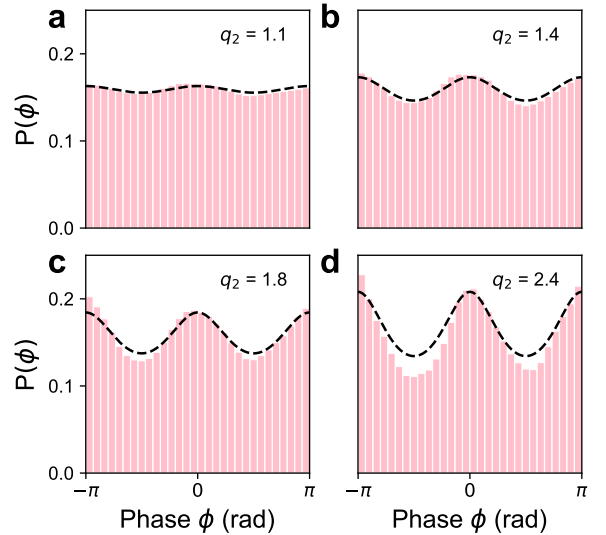 a
q₂ = 1.1
b
q₂ = 1.4
0.2
0.1
0.0
P(ϕ)
c
q₂ = 1.8
d
q₂ = 2.4
0.2
0.1
0.0
P(ϕ)
−π 0 π
−π 0 π
Phase ϕ (rad)
Phase ϕ (rad)